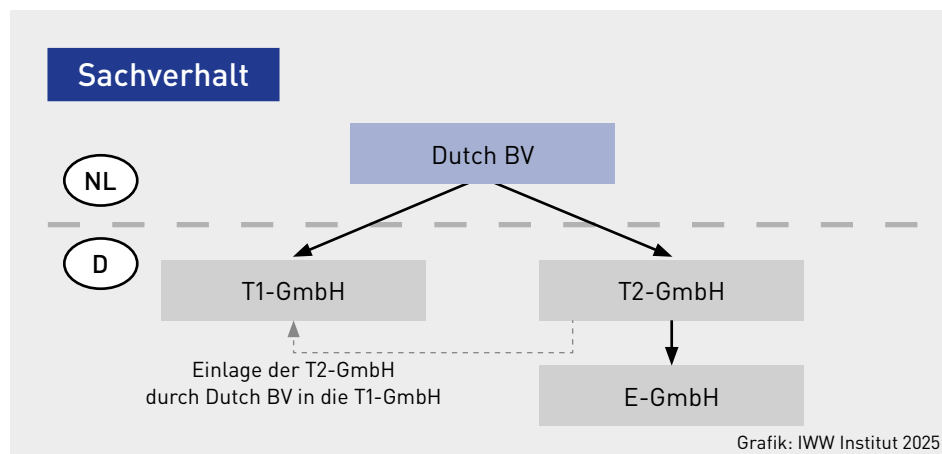 Sachverhalt
Dutch BV
NL
D
T1-GmbH
T2-GmbH
Einlage der T2-GmbH
durch Dutch BV in die T1-GmbH
E-GmbH
Grafik: IWW Institut 2025